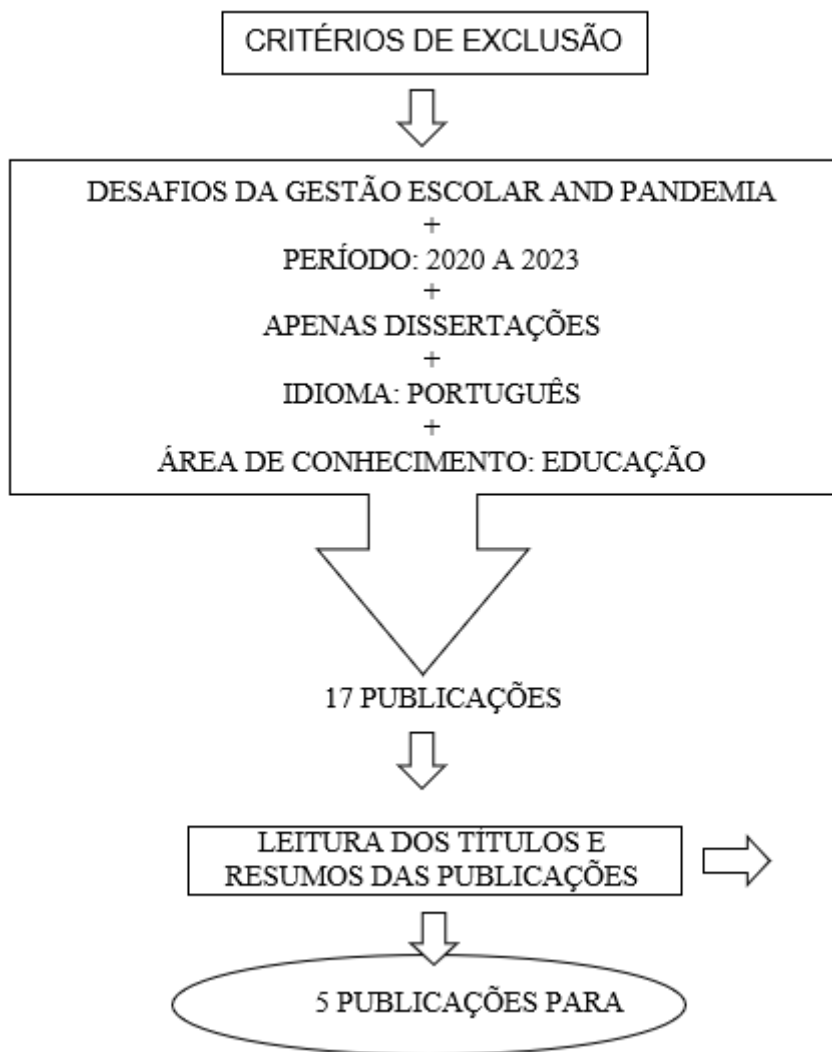 CRITÉRIOS DE EXCLUSÃO
DESAFIOS DA GESTÃO ESCOLAR AND PANDEMIA
+
PERÍODO: 2020 A 2023
+
APENAS DISSERTAÇÕES
+
IDIOMA: PORTUGUÊS
+
ÁREA DE CONHECIMENTO: EDUCAÇÃO
17 PUBLICAÇÕES
LEITURA DOS TÍTULOS E
RESUMOS DAS PUBLICAÇÕES
5 PUBLICAÇÕES PARA